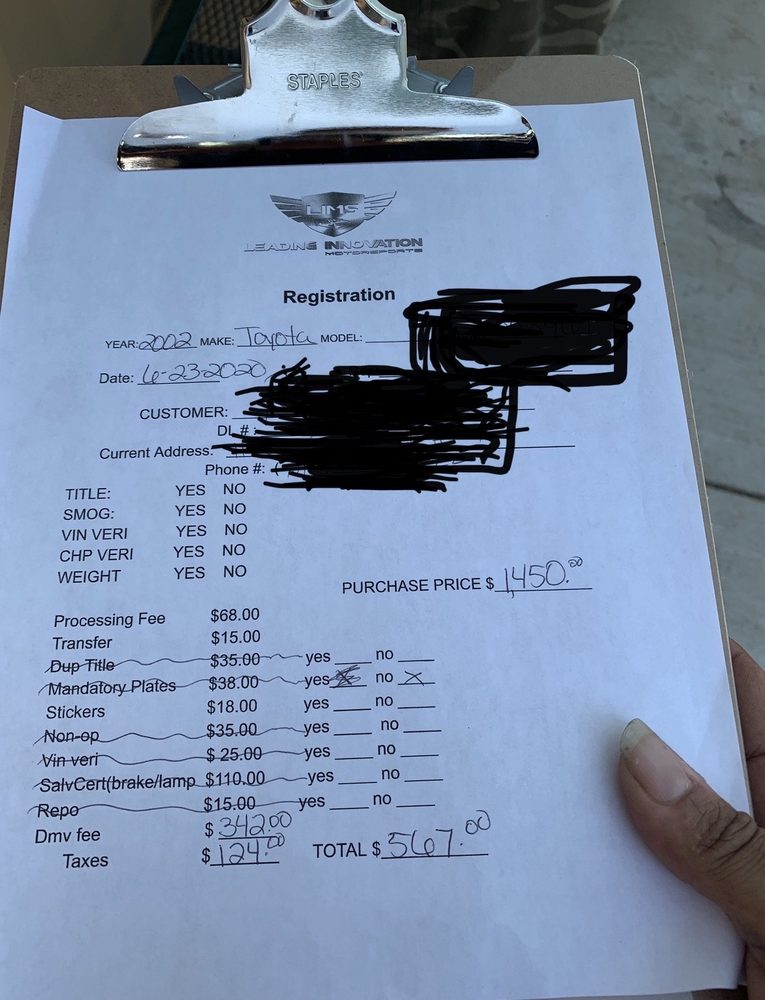 STAPLES
LIMS
LEADING INNOVATION
MOTORSPORTS
Registration
YEAR: 2002 MAKE: Toyota MODEL:
Date: 6-23-2020
CUSTOMER:
DL #:
Current Address:
Phone #: (
TITLE: YES NO
SMOG: YES NO
VIN VERI YES NO
CHP VERI YES NO
WEIGHT YES NO
PURCHASE PRICE $ 1,450.00
Processing Fee $68.00
Transfer $15.00
Dup Title $35.00 yes no
Mandatory Plates $38.00 yes no X
Stickers $18.00 yes no
Non-op $35.00 yes no
Vin veri $ 25.00 yes no
SalvCert(brake/lamp $110.00 yes no
Repo $15.00 yes no
Dmv fee $ 342.00
Taxes $ 124.00 TOTAL $ 567.00